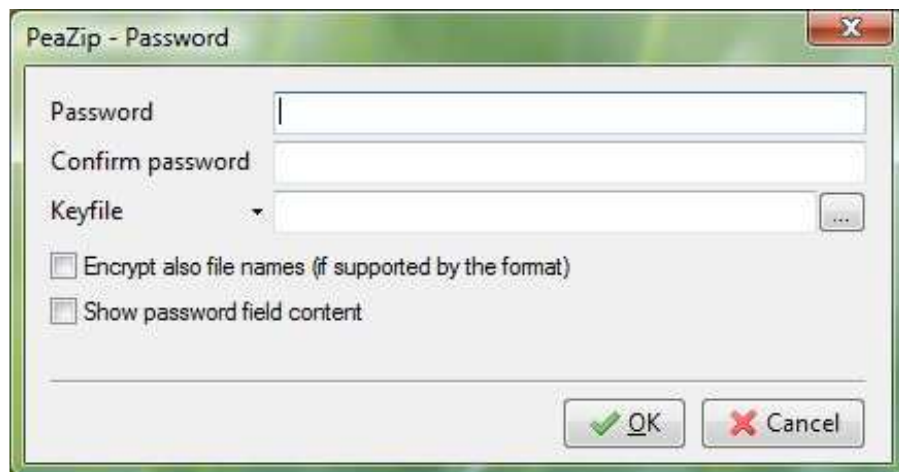 PeaZip - Password
Password
Confirm password
Keyfile
...
Encrypt also file names (if supported by the format)
Show password field content
OK
Cancel